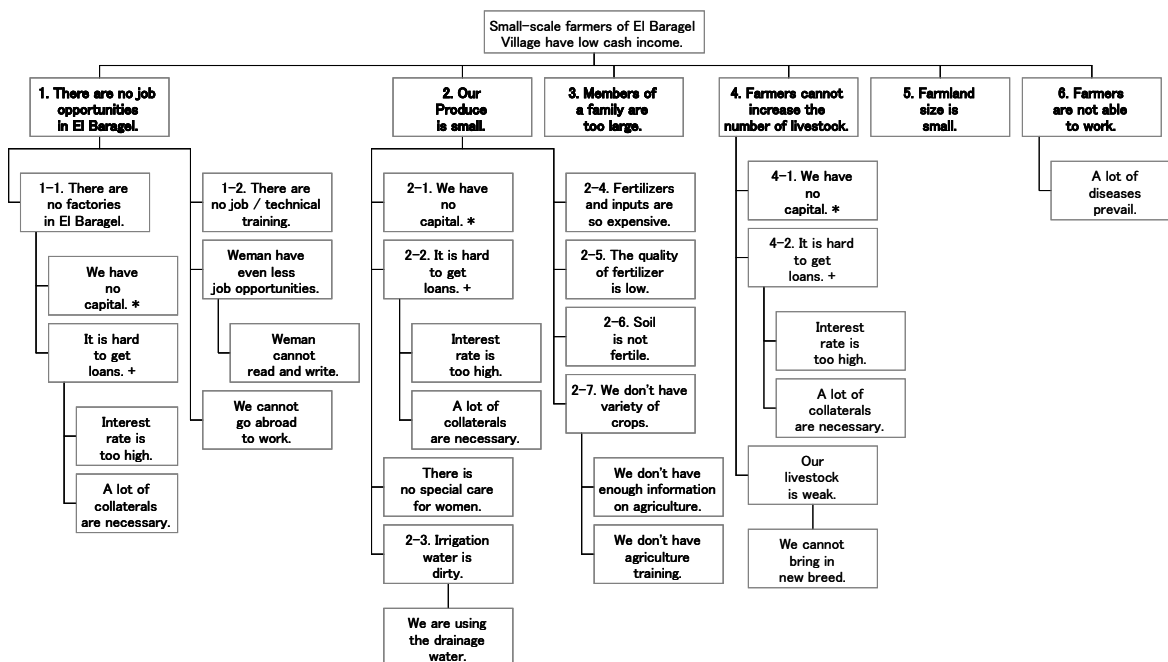 Small-scale farmers of El Baragel
Village have low cash income.
1. There are no job
opportunities
in El Baragel.
2. Our
Produce
is small.
3. Members of
a family are
too large.
4. Farmers cannot
increase the
number of livestock.
5. Farmland
size is
small.
6. Farmers
are not able
to work.
1-1. There are
no factories
in El Baragel.
We have
no
capital. *
It is hard
to get
loans. +
Interest
rate is
too high.
A lot of
collaterals
are necessary.
1-2. There are
no job / technical
training.
Weman have
even less
job opportunities.
Weman
cannot
read and write.
We cannot
go abroad
to work.
2-1. We have
no
capital. *
2-2. It is hard
to get
loans. +
Interest
rate is
too high.
A lot of
collaterals
are necessary.
There is
no special care
for women.
2-3. Irrigation
water is
dirty.
We are using
the drainage
water.
2-4. Fertilizers
and inputs are
so expensive.
2-5. The quality
of fertilizer
is low.
2-6. Soil
is not
fertile.
2-7. We don't have
variety of
crops.
We don't have
enough information
on agriculture.
We don't have
agriculture
training.
4-1. We have
no
capital. *
4-2. It is hard
to get
loans. +
Interest
rate is
too high.
A lot of
collaterals
are necessary.
Our
livestock
is weak.
We cannot
bring in
new breed.
A lot of
diseases
prevail.